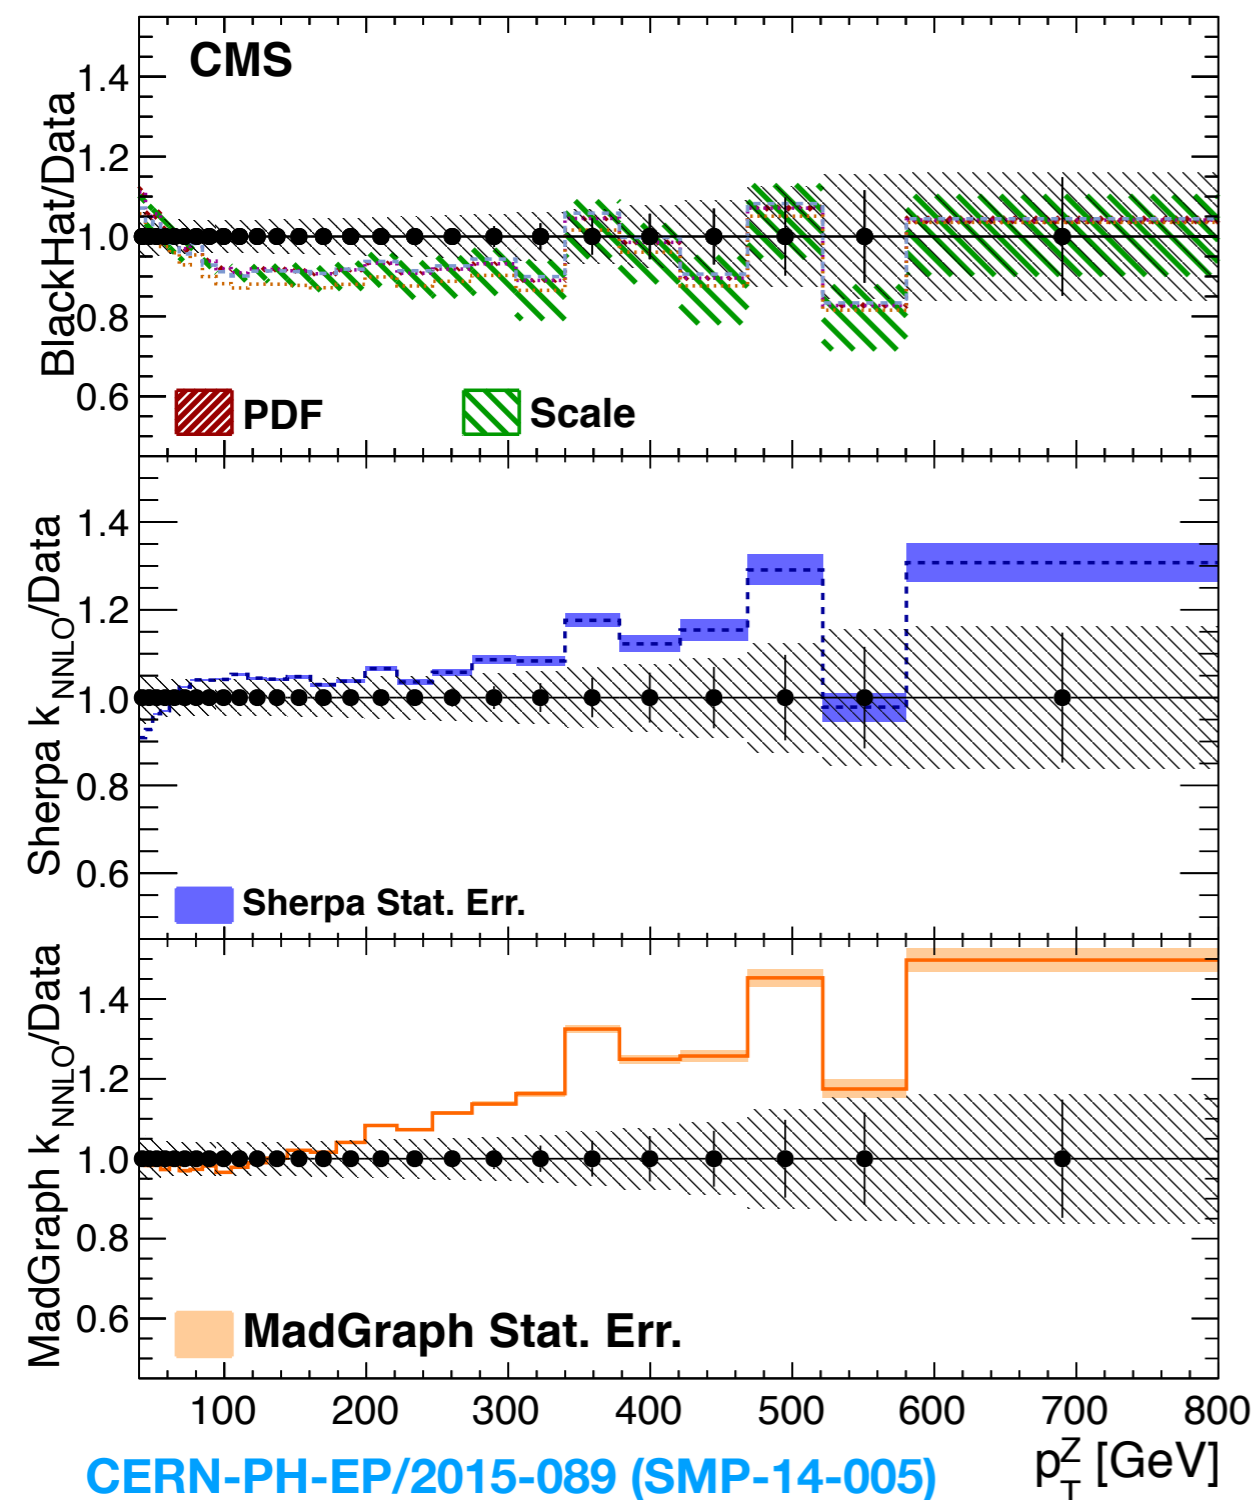 CMS
BlackHat/Data
1.4
1.2
1.0
0.8
0.6
PDF
Scale
Sherpa k_NNLO/Data
1.4
1.2
1.0
0.8
0.6
Sherpa Stat. Err.
MadGraph k_NNLO/Data
1.4
1.2
1.0
0.8
0.6
MadGraph Stat. Err.
100 200 300 400 500 600 700 800
p_T^Z [GeV]
CERN-PH-EP/2015-089 (SMP-14-005)